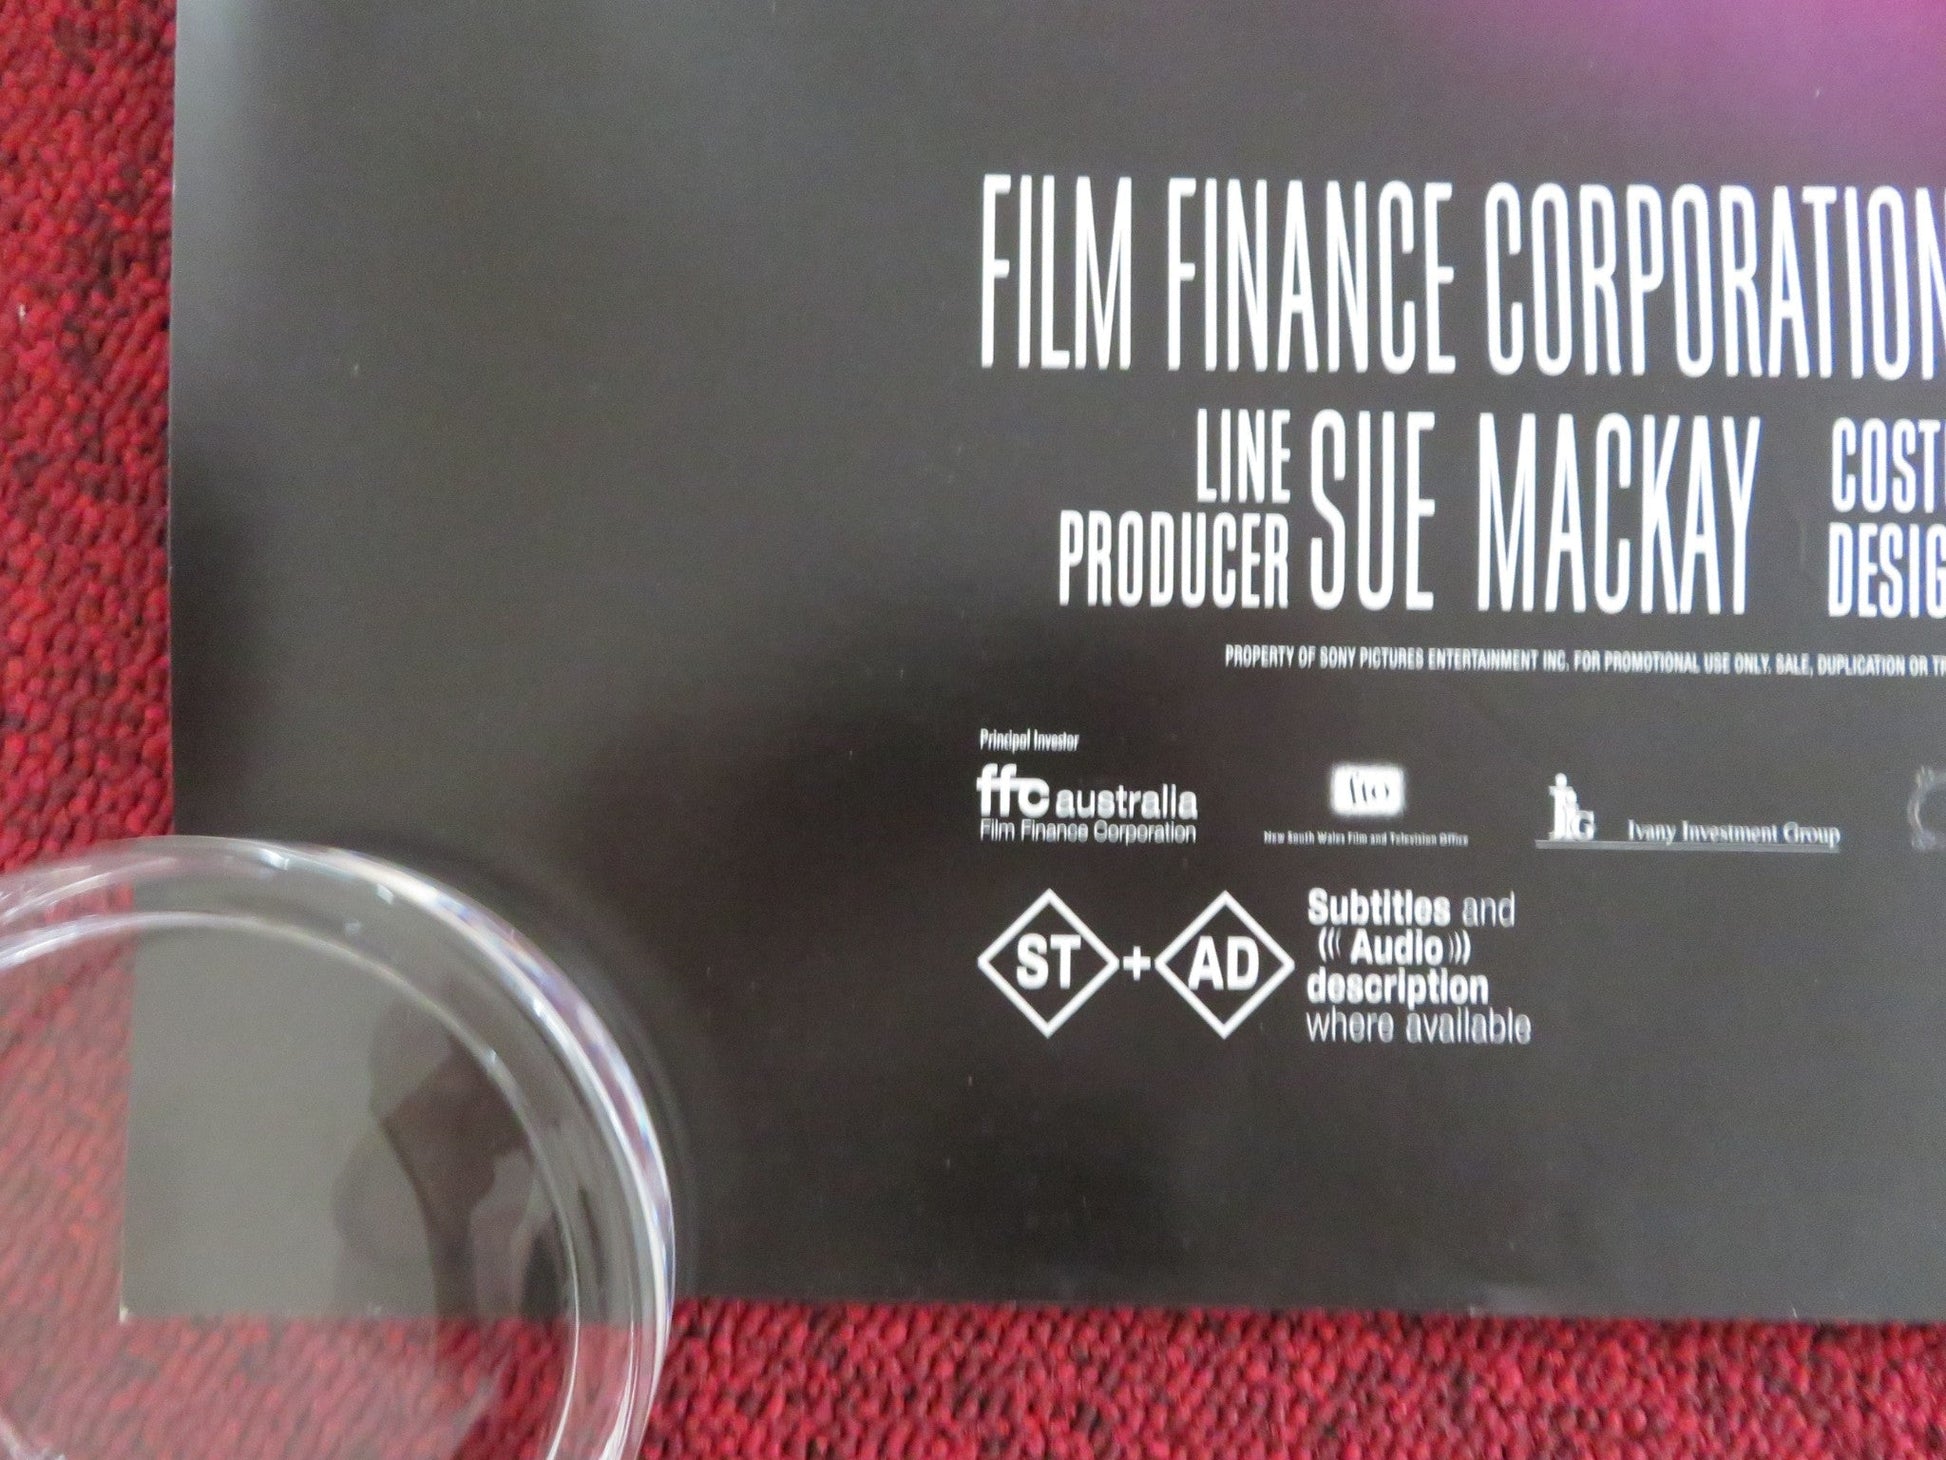 FILM FINANCE CORPORATION
LINE PRODUCER SUE MACKAY
PROPERTY OF SONY PICTURES ENTERTAINMENT INC. FOR PROMOTIONAL USE ONLY. SALE, DUPLICATION OR
Principal Investor
ffc australia
Film Finance Corporation
New South Wales Film and Television Office
Ivany Investment Group
ST + AD
Subtitles and
((( Audio )))
description
where available